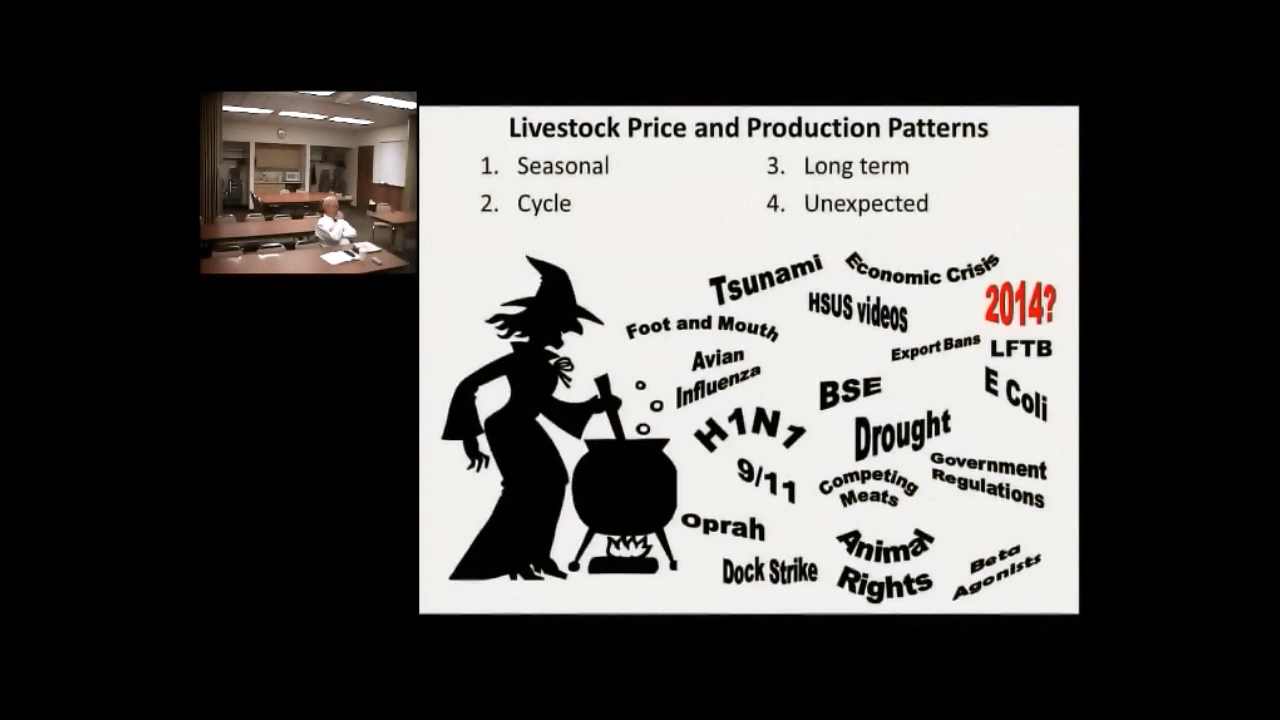 Livestock Price and Production Patterns
1. Seasonal
2. Cycle
3. Long term
4. Unexpected
Tsunami
Economic Crisis
HSUS videos
2014?
Foot and Mouth
Export Bans
LFTB
Avian
Influenza
BSE
E Coli
H1N1
Drought
9/11
Competing
Meats
Government
Regulations
Oprah
Animal
Rights
Dock Strike
Beta
Agonists